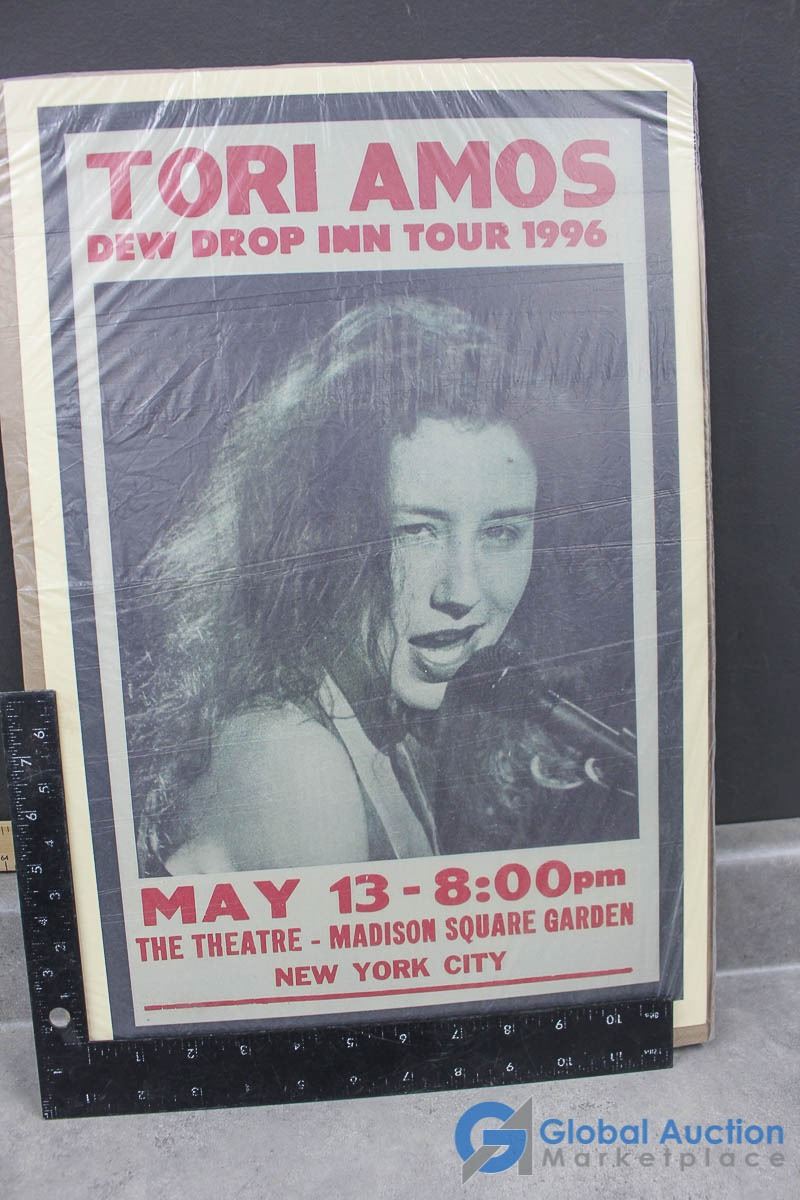 TORI AMOS
DEW DROP INN TOUR 1996
MAY 13 - 8:00pm
THE THEATRE - MADISON SQUARE GARDEN
NEW YORK CITY
Global Auction
Marketplace